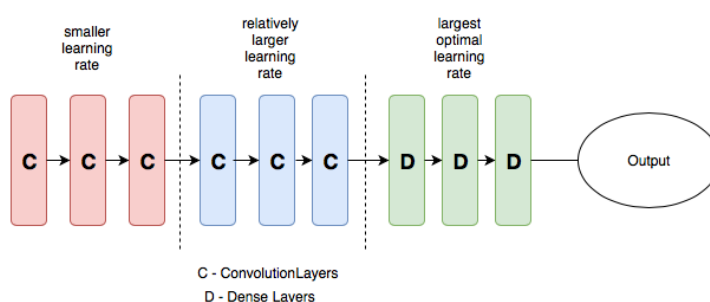 smaller
learning
rate
relatively
larger
learning
rate
largest
optimal
learning
rate
C
C
C
C
C
C
D
D
D
Output
C - ConvolutionLayers
D - Dense Layers